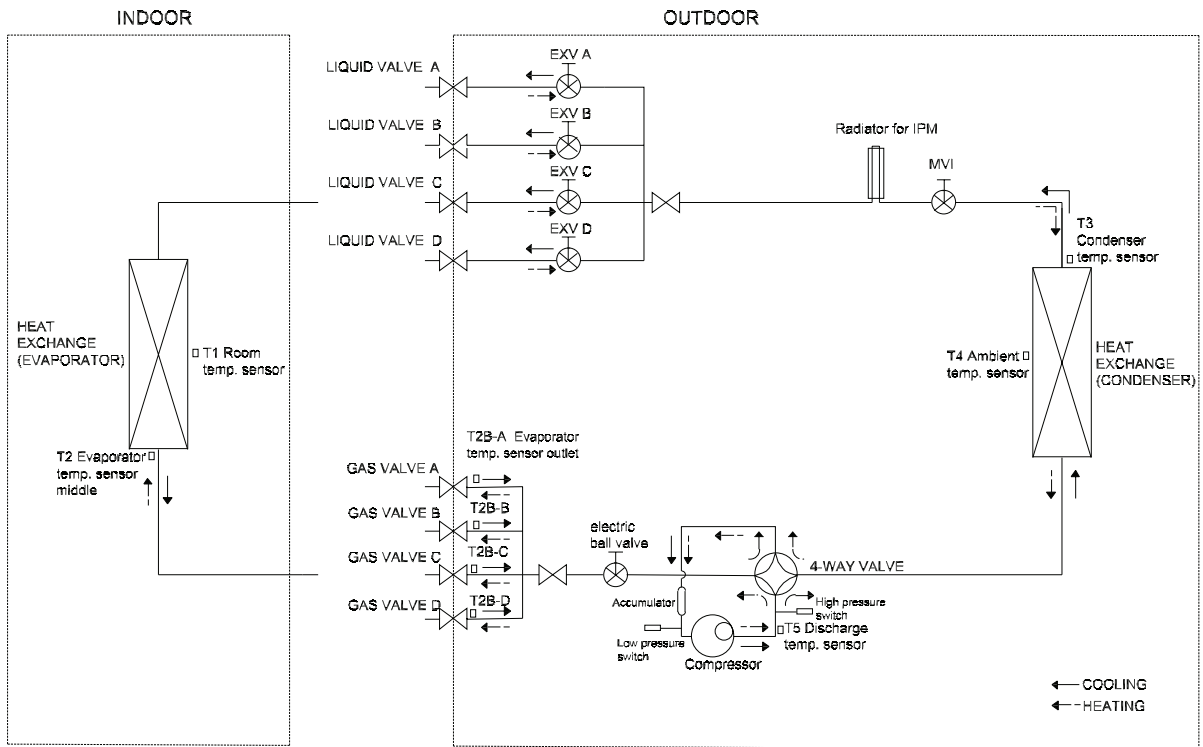 INDOOR
OUTDOOR
LIQUID VALVE A
EXV A
LIQUID VALVE B
EXV B
LIQUID VALVE C
EXV C
LIQUID VALVE D
EXV D
Radiator for IPM
MVI
T3
Condenser
temp. sensor
HEAT
EXCHANGE
(EVAPORATOR)
T1 Room
temp. sensor
T4 Ambient
temp. sensor
HEAT
EXCHANGE
(CONDENSER)
T2 Evaporator
temp. sensor
middle
T2B-A Evaporator
temp. sensor outlet
GAS VALVE A
T2B-B
GAS VALVE B
T2B-C
GAS VALVE C
T2B-D
GAS VALVE D
electric
ball valve
4-WAY VALVE
Accumulator
High pressure
switch
Low pressure
switch
T5 Discharge
temp. sensor
Compressor
COOLING
HEATING